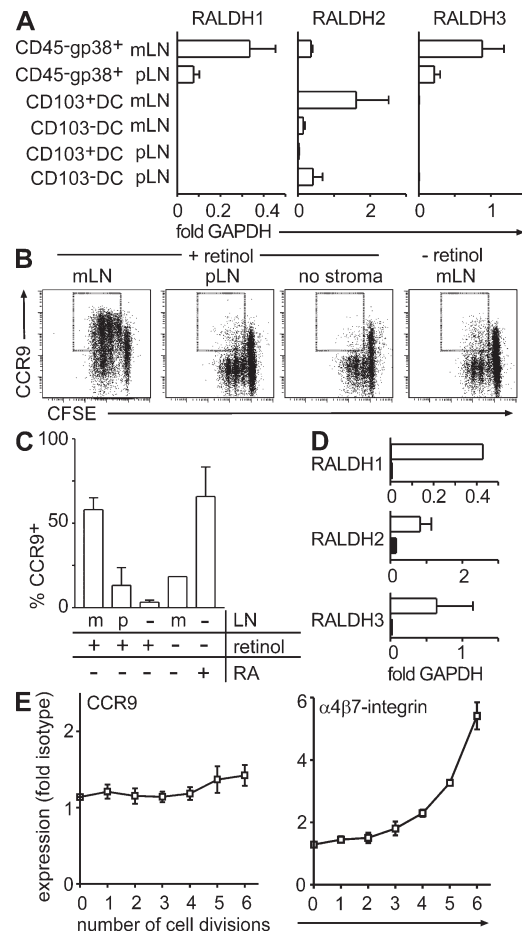 A
RALDH1 RALDH2 RALDH3
CD45-gp38+ mLN
CD45-gp38+ pLN
CD103+DC mLN
CD103-DC mLN
CD103+DC pLN
CD103-DC pLN
0 0.4 0 2 0 1
fold GAPDH
B
+ retinol - retinol
mLN pLN no stroma mLN
CCR9
CFSE
C
% CCR9+
100
50
0
m p - m - LN
+ + + - - retinol
- - - - + RA
D
RALDH1
0 0.2 0.4
RALDH2
0 2
RALDH3
0 1
fold GAPDH
E
CCR9
α4β7-integrin
expression (fold isotype)
2
1
0
6
4
2
0
0 1 2 3 4 5 6
0 1 2 3 4 5 6
number of cell divisions